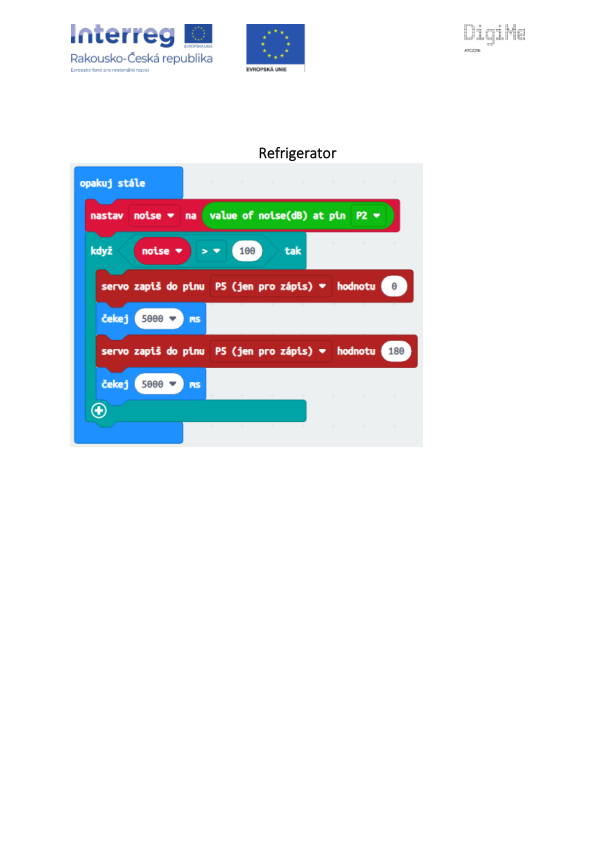 Interreg
EVROPSKÁ UNIE
Rakousko–Česká republika
Evropský fond pro regionální rozvoj
EVROPSKÁ UNIE
DigiMe
ATCZ216
Refrigerator
opakuj stále
nastav noise na value of noise(dB) at pin P2
když noise > 100 tak
servo zapiš do pinu P5 (jen pro zápis) hodnotu 0
čekej 5000 ms
servo zapiš do pinu P5 (jen pro zápis) hodnotu 180
čekej 5000 ms